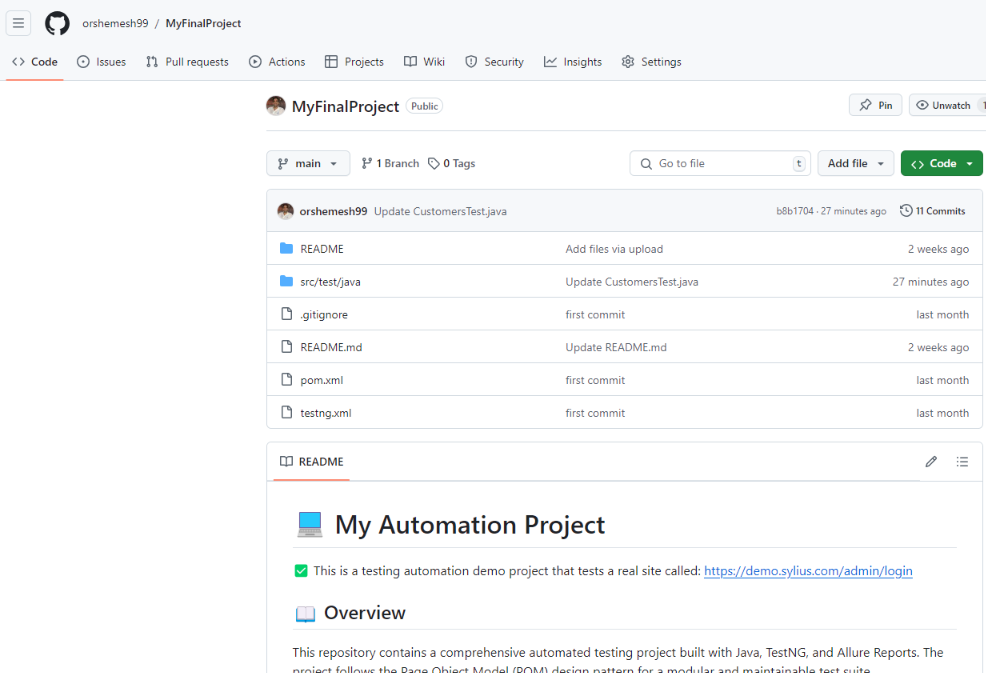 orshemesh99 / MyFinalProject
Code Issues Pull requests Actions Projects Wiki Security Insights Settings
MyFinalProject Public Pin Unwatch 1
main 1 Branch 0 Tags Go to file t Add file Code
orshemesh99 Update CustomersTest.java b8b1704 · 27 minutes ago 11 Commits
README Add files via upload 2 weeks ago
src/test/java Update CustomersTest.java 27 minutes ago
.gitignore first commit last month
README.md Update README.md 2 weeks ago
pom.xml first commit last month
testng.xml first commit last month
README
My Automation Project
This is a testing automation demo project that tests a real site called: https://demo.sylius.com/admin/login
Overview
This repository contains a comprehensive automated testing project built with Java, TestNG, and Allure Reports. The
project follows the Page Object Model (POM) design pattern for a modular and maintainable test suite.